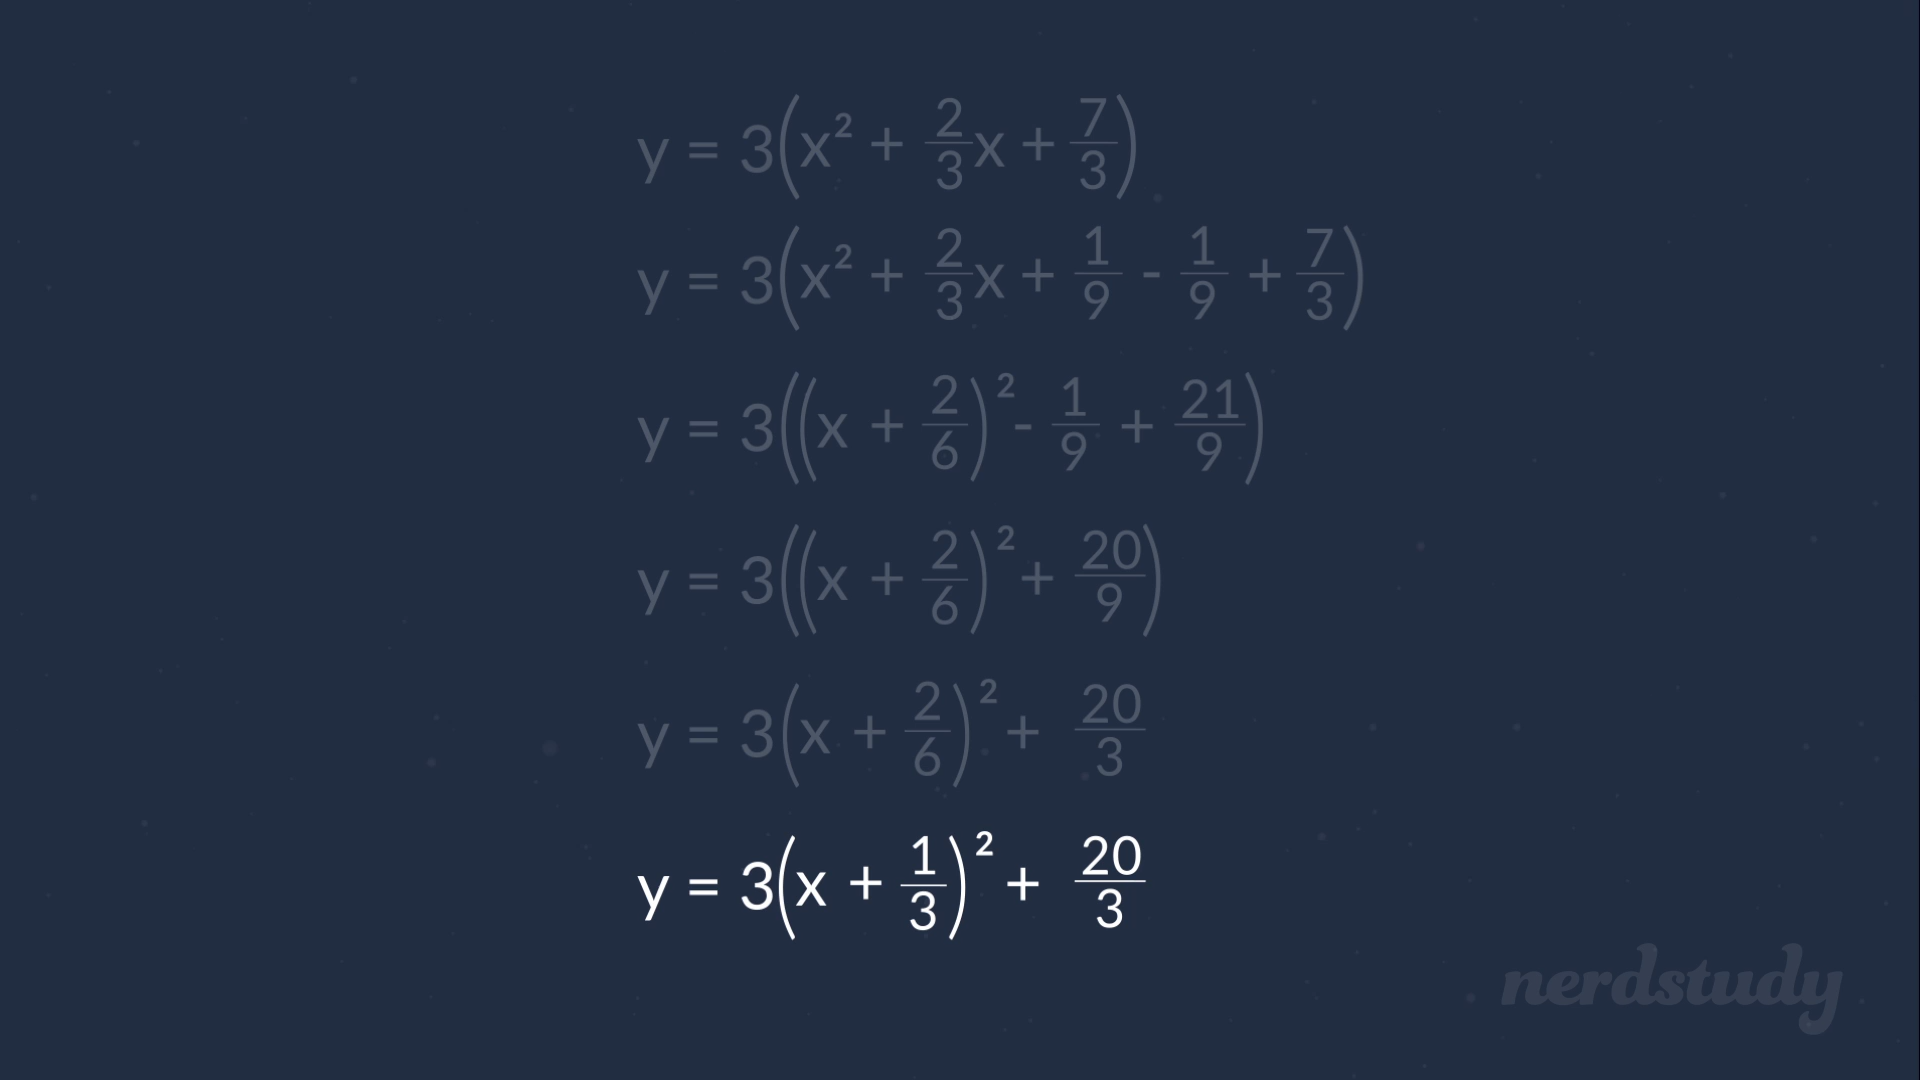 y = 3(x² + 2/3 x + 7/3)
y = 3(x² + 2/3 x + 1/9 - 1/9 + 7/3)
y = 3((x + 2/6)² - 1/9 + 21/9)
y = 3((x + 2/6)² + 20/9)
y = 3(x + 2/6)² + 20/3
y = 3(x + 1/3)² + 20/3
nerdstudy